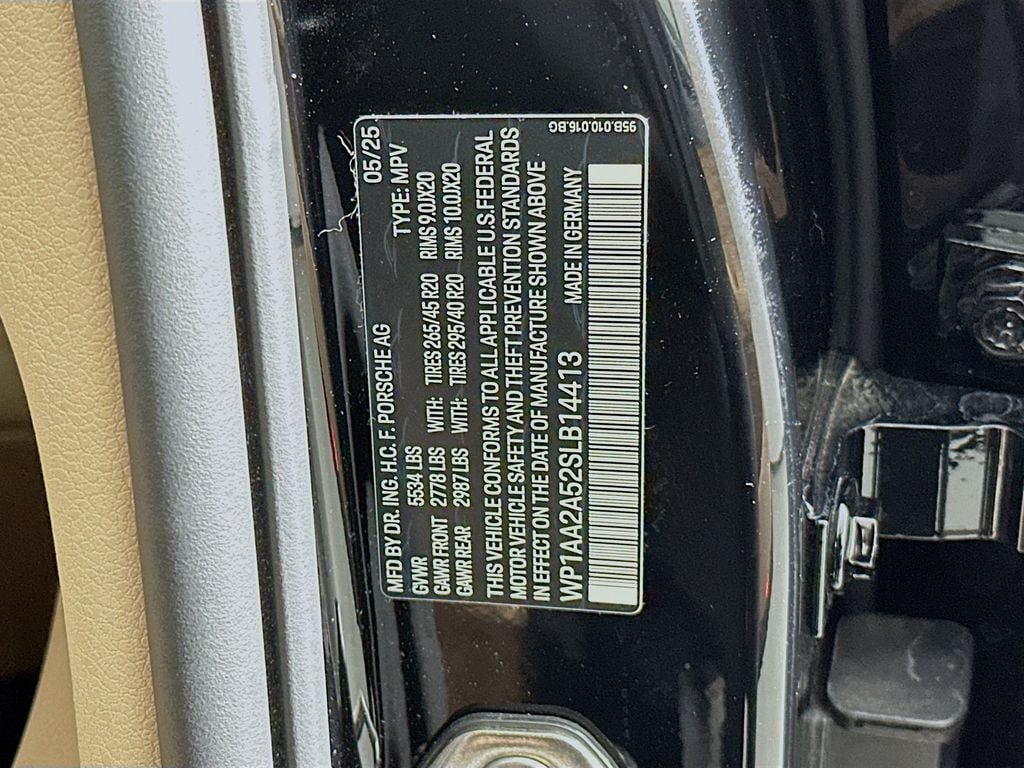 MFD BY DR. ING. H.C. F. PORSCHE AG 05/25
GVWR 5534 LBS TYPE: MPV
GAWR FRONT 2778 LBS WITH: TIRES 265/45 R20 RIMS 9.0JX20
GAWR REAR 2987 LBS WITH: TIRES 295/40 R20 RIMS 10.0JX20
THIS VEHICLE CONFORMS TO ALL APPLICABLE U.S. FEDERAL
MOTOR VEHICLE SAFETY AND THEFT PREVENTION STANDARDS
IN EFFECT ON THE DATE OF MANUFACTURE SHOWN ABOVE
WP1AA2A52SLB14413 MADE IN GERMANY
95B.010.016.BG